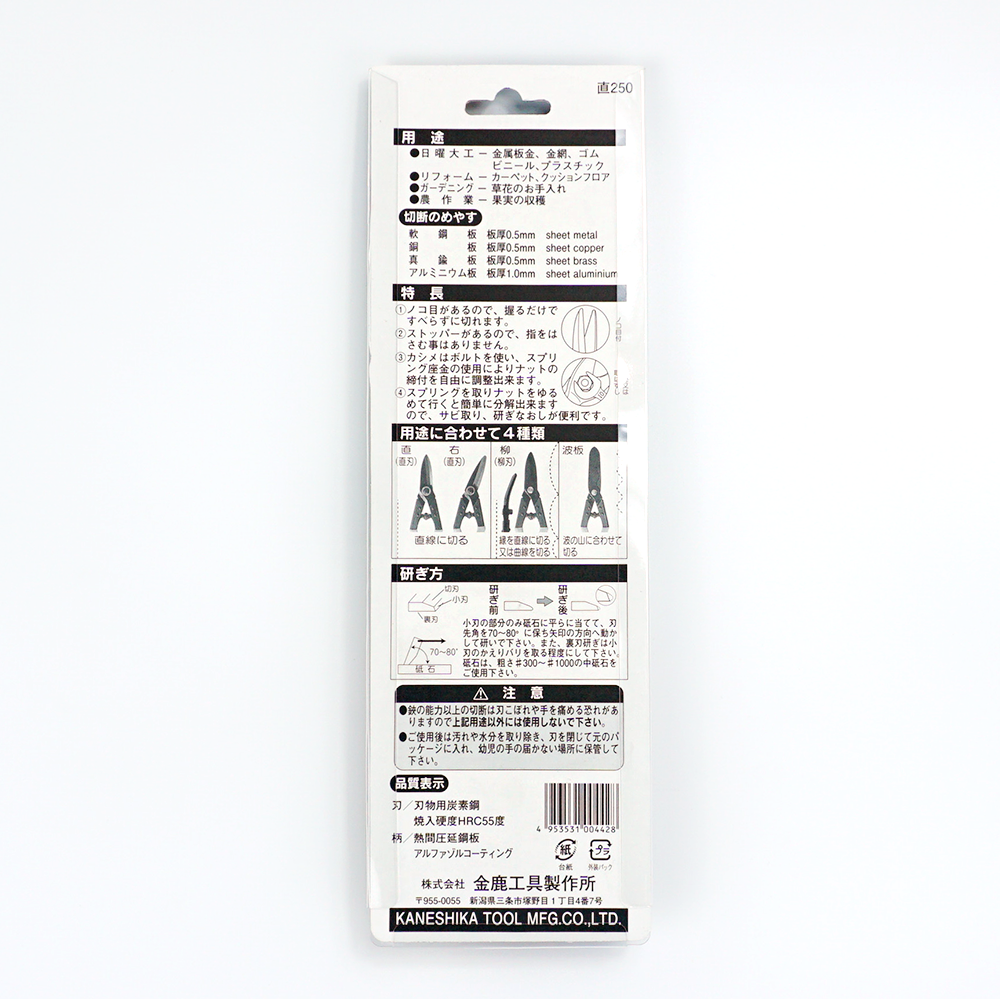 直250
用途
●日曜大工－金属板金、金網、ゴム
ビニール、プラスチック
●リフォーム－カーペット、クッションフロア
●ガーデニング－草花のお手入れ
●農作業－果実の収穫
切断のめやす
軟鋼板 板厚0.5mm sheet metal
銅板 板厚0.5mm sheet copper
真鍮板 板厚0.5mm sheet brass
アルミニウム板 板厚1.0mm sheet aluminium
特長
①ノコ目があるので、握るだけで
すべらずに切れます。
②ストッパーがあるので、指をは
さむ事はありません。
③カシメはボルトを使い、スプリ
ング座金の使用によりナットの
締付を自由に調整出来ます。
④スプリングを取りナットをゆる
めて行くと簡単に分解出来ます
ので、サビ取り、研ぎなおしが便利です。
用途に合わせて4種類
直 右 柳 波板
(直刃) (直刃) (柳刃)
直線に切る
縁を直線に切る
又は曲線を切る
波の山に合わせて
切る
研ぎ方
切刃
小刃
裏刃
研ぎ前
研ぎ後
70～80°
砥石
小刃の部分のみ砥石に平らに当てて、刃
先角を70～80°に保ち矢印の方向へ動か
して研いで下さい。また、裏刃研ぎは小
刃のかえりバリを取る程度にして下さい。
砥石は、粗さ♯300～♯1000の中砥石を
ご使用下さい。
注意
●鋏の能力以上の切断は刃こぼれや手を痛める恐れがあ
りますので上記用途以外には使用しないで下さい。
●ご使用後は汚れや水分を取り除き、刃を閉じて元のパ
ッケージに入れ、幼児の手の届かない場所に保管して
下さい。
品質表示
刃／刃物用炭素鋼
焼入硬度HRC55度
柄／熱間圧延鋼板
アルファゾルコーティング
4 953531 004428
紙
台紙
プラ
外装パック
株式会社 金鹿工具製作所
〒955-0055 新潟県三条市塚野目1丁目4番7号
KANESHIKA TOOL MFG.CO.,LTD.